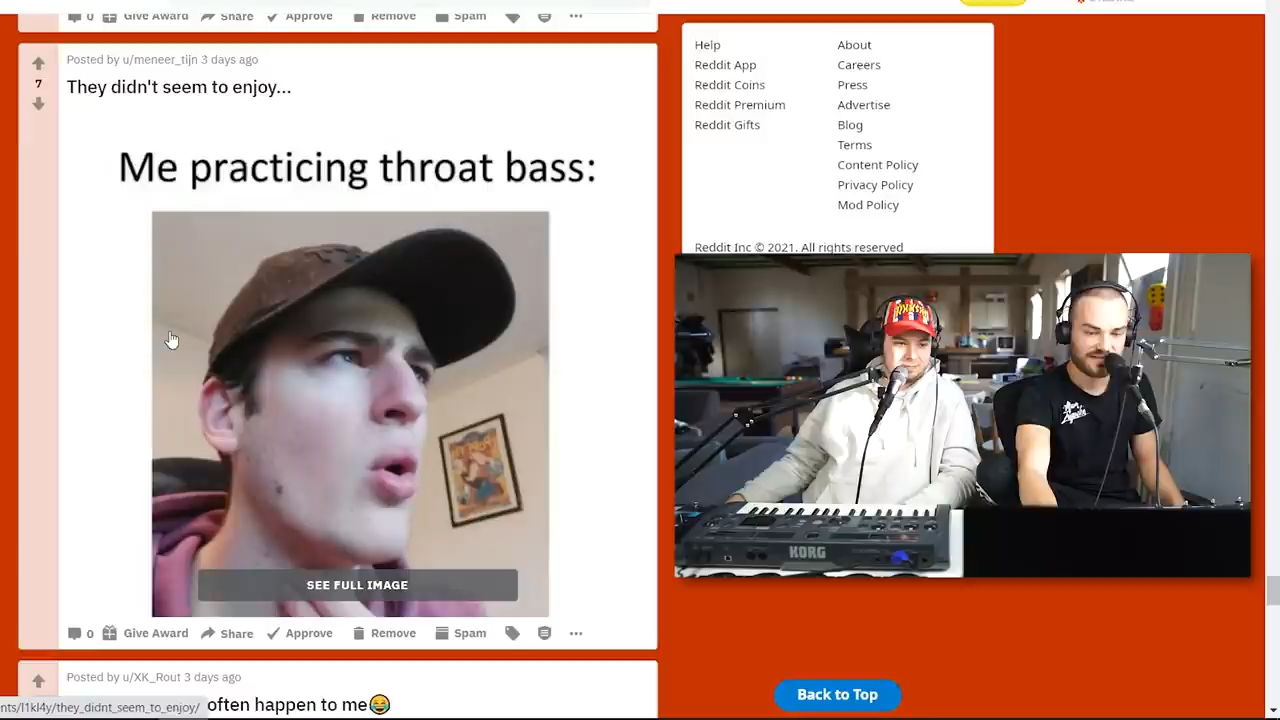 0 Give Award Share Approve Remove Spam
Posted by u/meneer_tijn 3 days ago
7
They didn't seem to enjoy...
Me practicing throat bass:
SEE FULL IMAGE
0 Give Award Share Approve Remove Spam
Posted by u/XK_Rout 3 days ago
often happen to me😂
nts/l1kl4y/they_didnt_seem_to_enjoy/
Help
Reddit App
Reddit Coins
Reddit Premium
Reddit Gifts
About
Careers
Press
Advertise
Blog
Terms
Content Policy
Privacy Policy
Mod Policy
Reddit Inc © 2021. All rights reserved
KORG
Back to Top